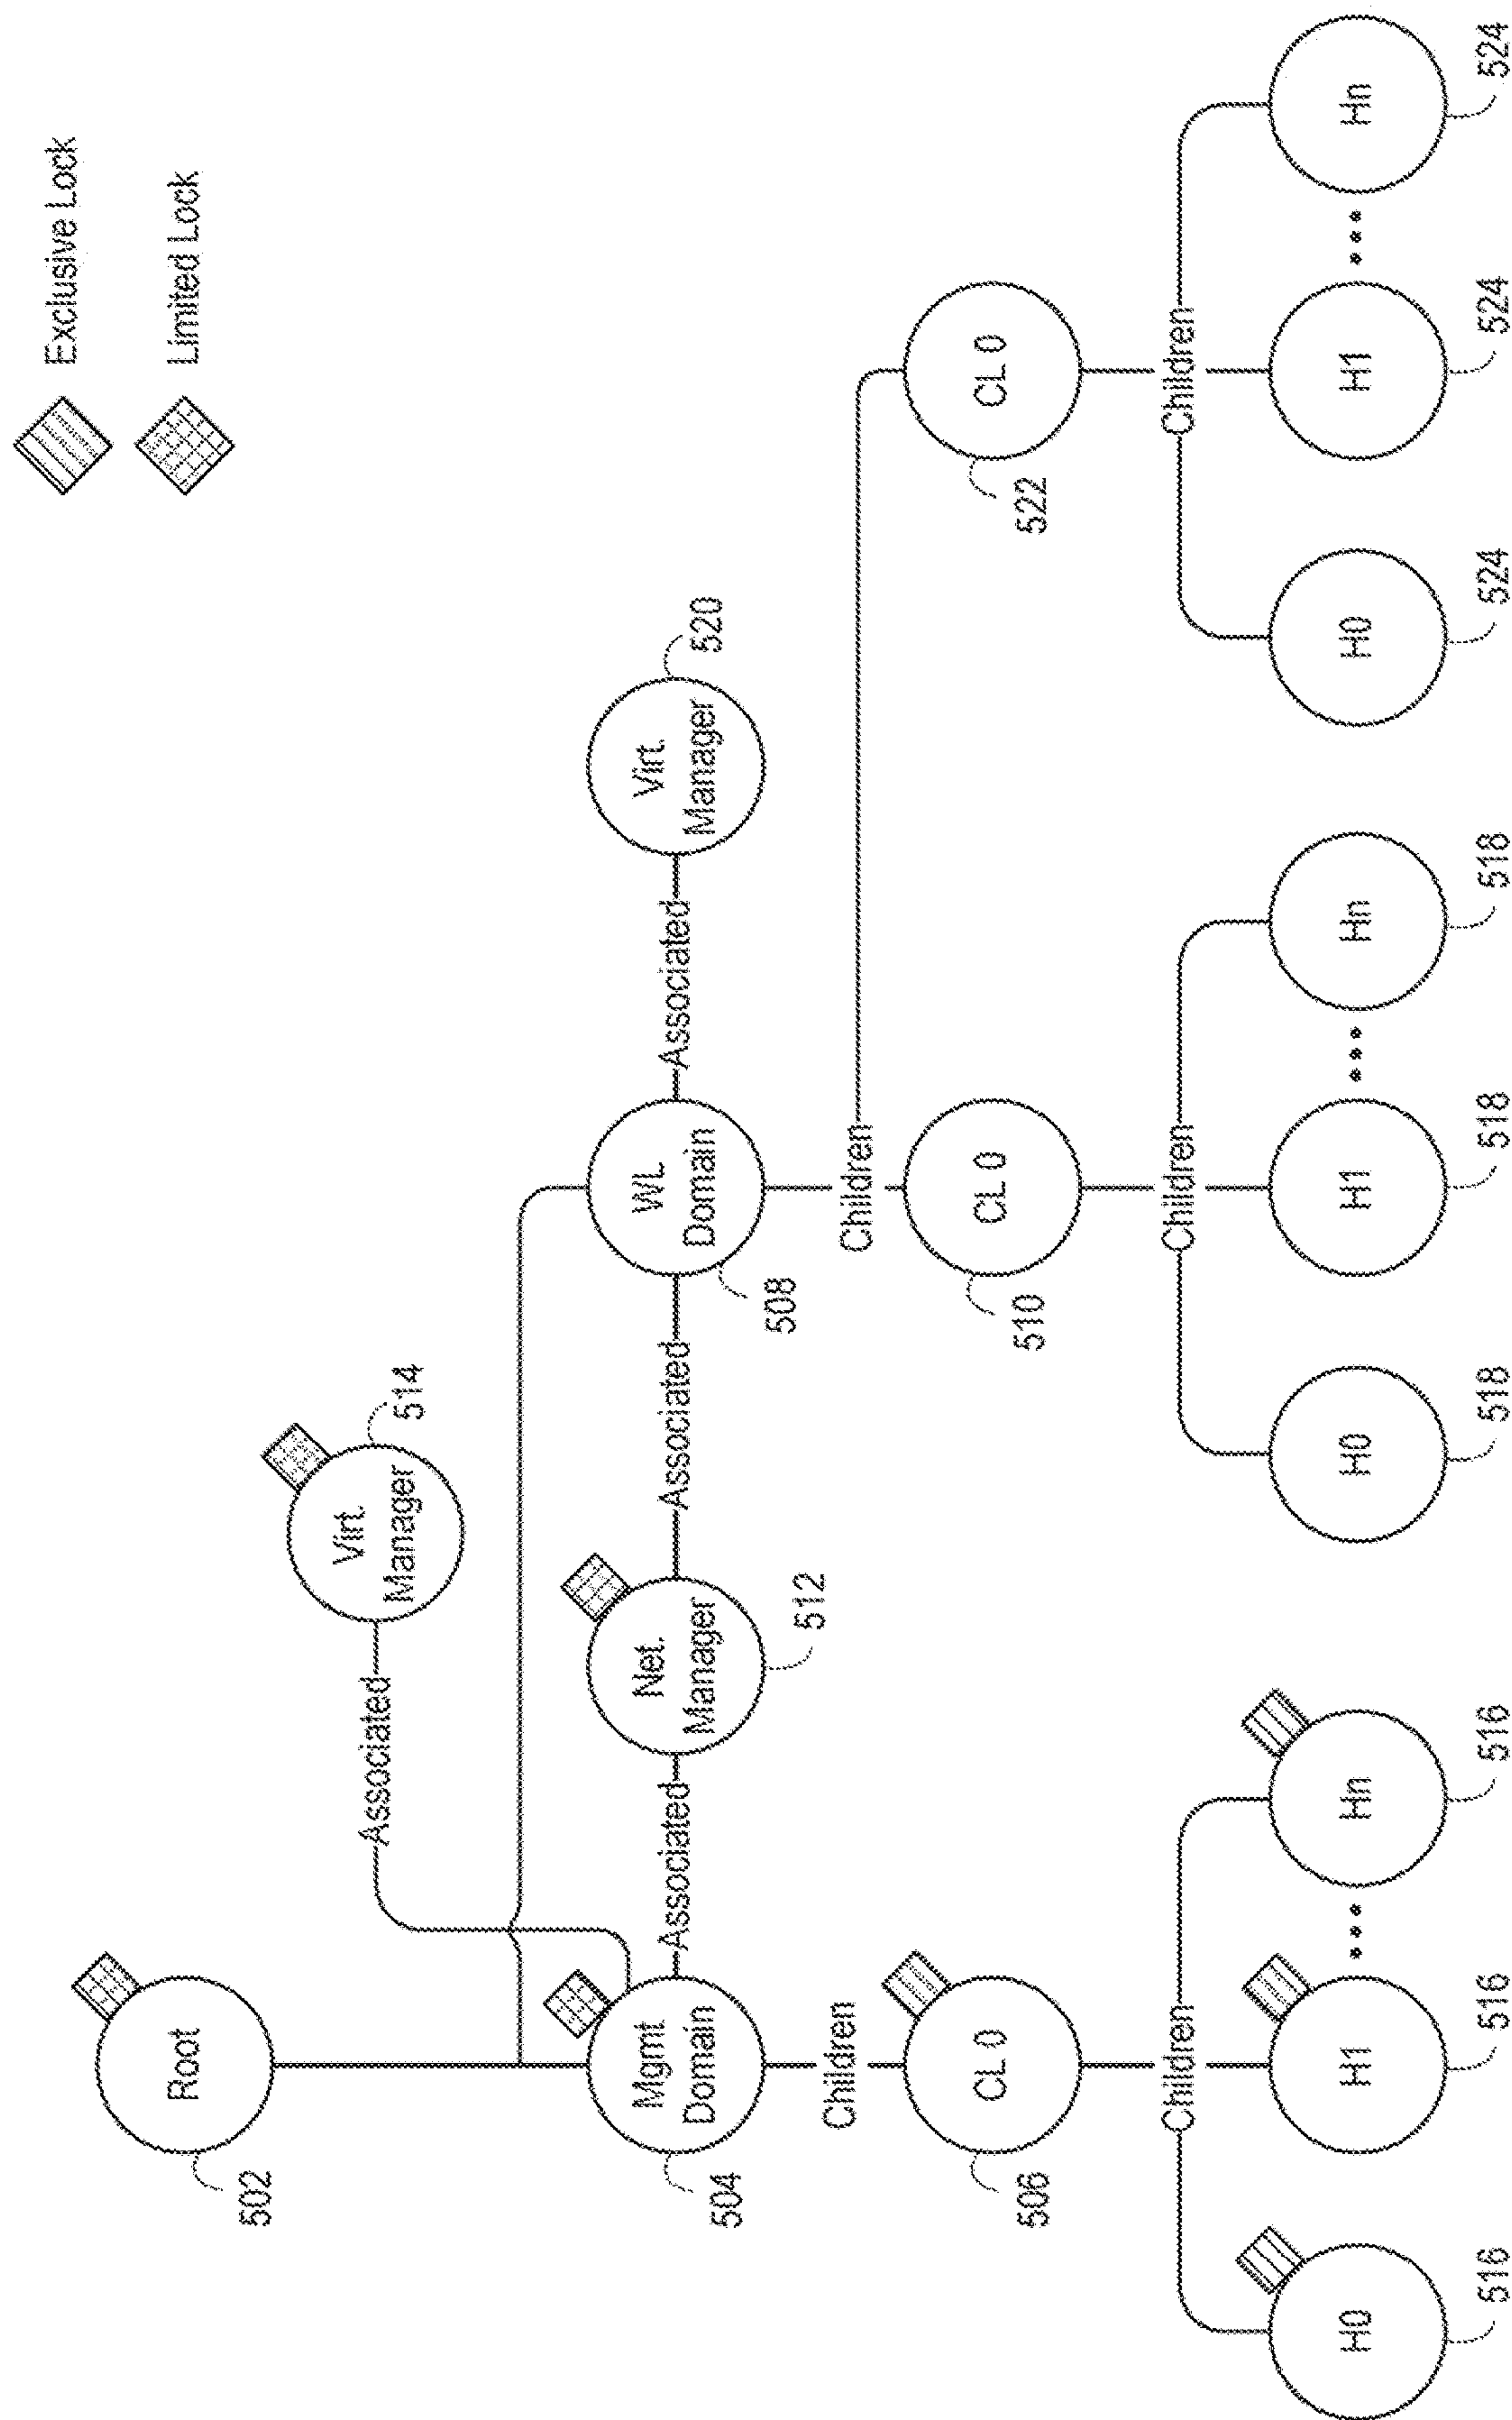 Exclusive Lock
Limited Lock
Root
502
Virt.
Manager
514
Associated
Mgmt
Domain
504
Associated
Net.
Manager
512
Associated
WL
Domain
508
Associated
Virt.
Manager
520
Children
Children
CL 0
506
CL 0
510
CL 0
522
Children
Children
Children
H0
516
H1
516
....
Hn
516
H0
518
H1
518
....
Hn
518
H0
524
H1
524
....
Hn
524